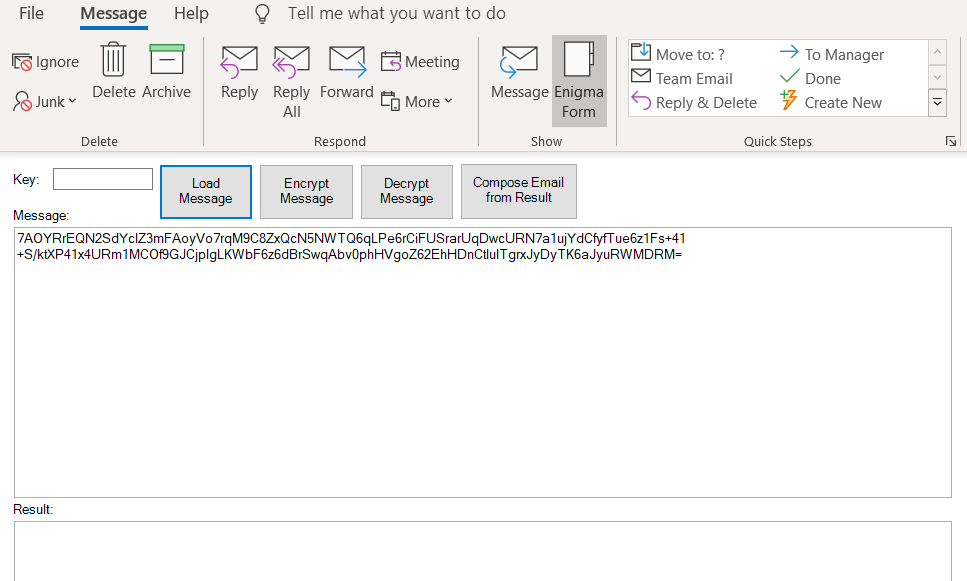 File Message Help Tell me what you want to do
Ignore
Junk
Delete
Archive
Delete
Reply
Reply All
Forward
Meeting
More
Respond
Message
Enigma Form
Show
Move to: ?
To Manager
Team Email
Done
Reply & Delete
Create New
Quick Steps
Key:
Load Message
Encrypt Message
Decrypt Message
Compose Email from Result
Message:
7AOYRrEQN2SdYclZ3mFAoyVo7rqM9C8ZxQcN5NWTQ6qLPe6rCiFUSrarUqDwcURN7a1ujYdCfyfTue6z1Fs+41
+S/ktXP41x4URm1MCOf9GJCjpIgLKWbF6z6dBrSwqAbv0phHVgoZ62EhHDnCtIuITgrxJyDyTK6aJyuRWMDRM=
Result: